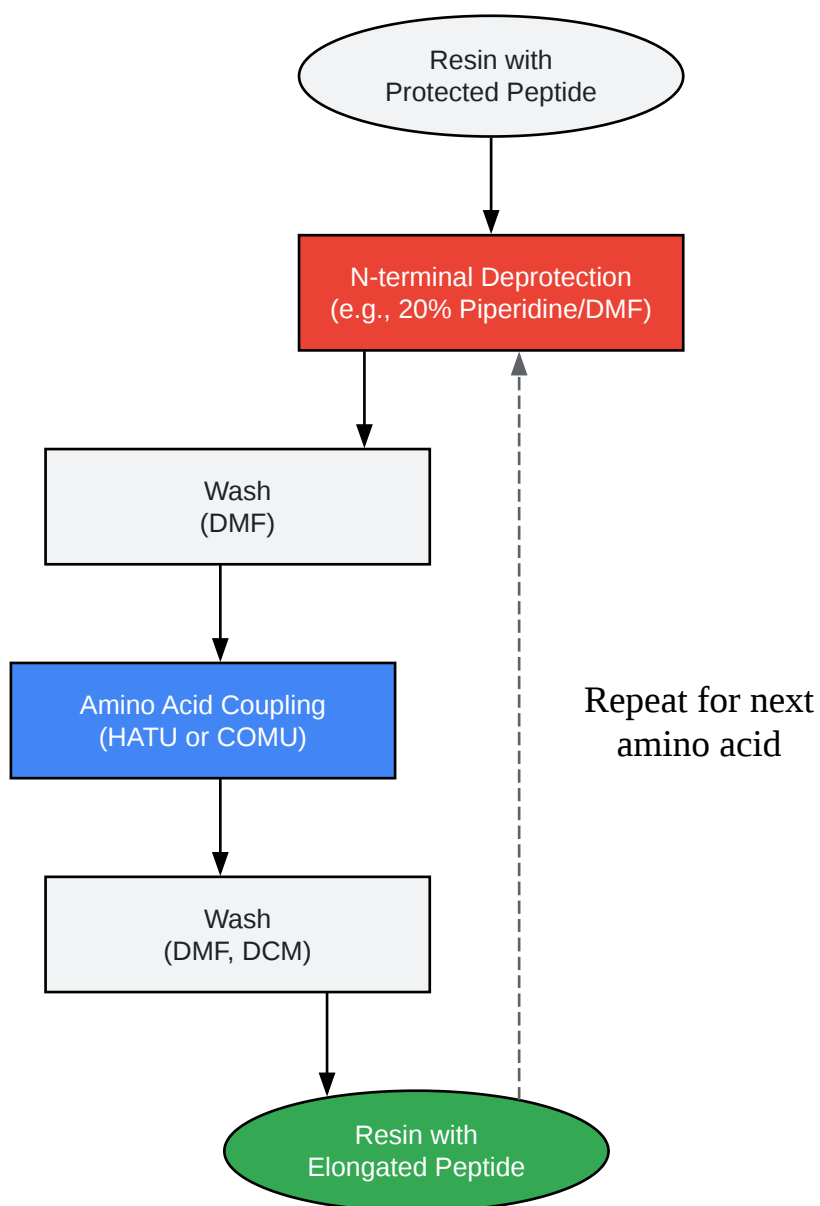 Resin with
Protected Peptide
N-terminal Deprotection
(e.g., 20% Piperidine/DMF)
Wash
(DMF)
Amino Acid Coupling
(HATU or COMU)
Repeat for next
amino acid
Wash
(DMF, DCM)
Resin with
Elongated Peptide